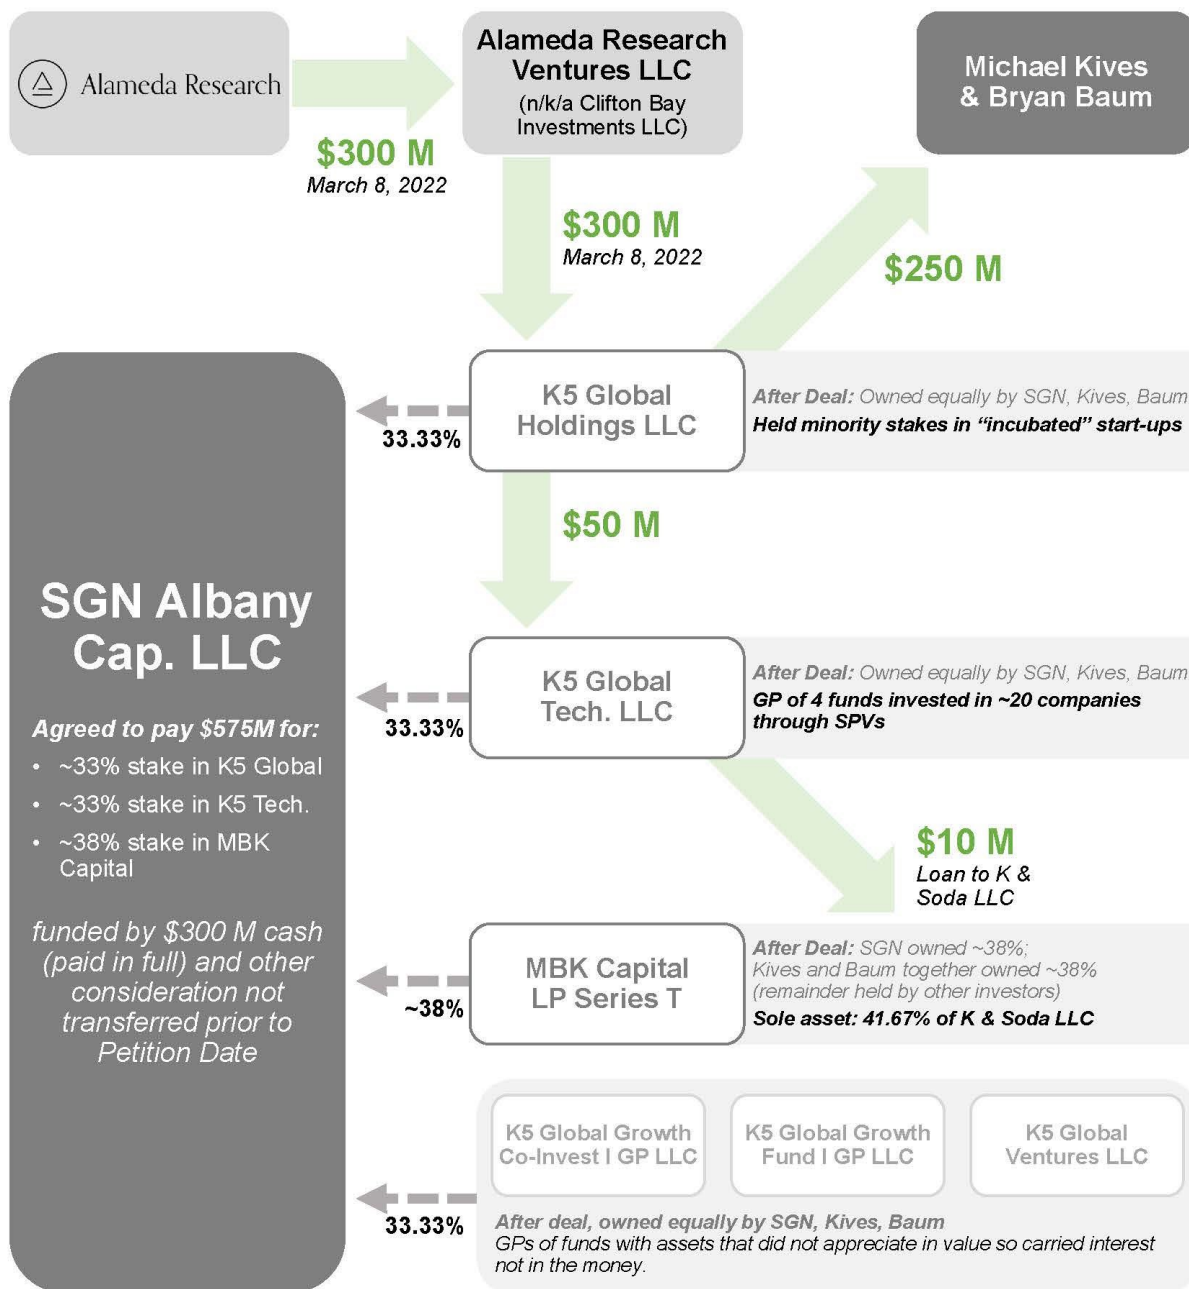 Alameda Research
Alameda Research
Ventures LLC
(n/k/a Clifton Bay
Investments LLC)
Michael Kives
& Bryan Baum
$300 M
March 8, 2022
$300 M
March 8, 2022
$250 M
K5 Global
Holdings LLC
After Deal: Owned equally by SGN, Kives, Baum
Held minority stakes in “incubated” start-ups
33.33%
$50 M
SGN Albany
Cap. LLC
Agreed to pay $575M for:
• ~33% stake in K5 Global
• ~33% stake in K5 Tech.
• ~38% stake in MBK
Capital
funded by $300 M cash
(paid in full) and other
consideration not
transferred prior to
Petition Date
K5 Global
Tech. LLC
After Deal: Owned equally by SGN, Kives, Baum
GP of 4 funds invested in ~20 companies
through SPVs
33.33%
$10 M
Loan to K &
Soda LLC
MBK Capital
LP Series T
After Deal: SGN owned ~38%;
Kives and Baum together owned ~38%
(remainder held by other investors)
Sole asset: 41.67% of K & Soda LLC
~38%
K5 Global Growth
Co-Invest I GP LLC
K5 Global Growth
Fund I GP LLC
K5 Global
Ventures LLC
33.33%
After deal, owned equally by SGN, Kives, Baum
GPs of funds with assets that did not appreciate in value so carried interest
not in the money.